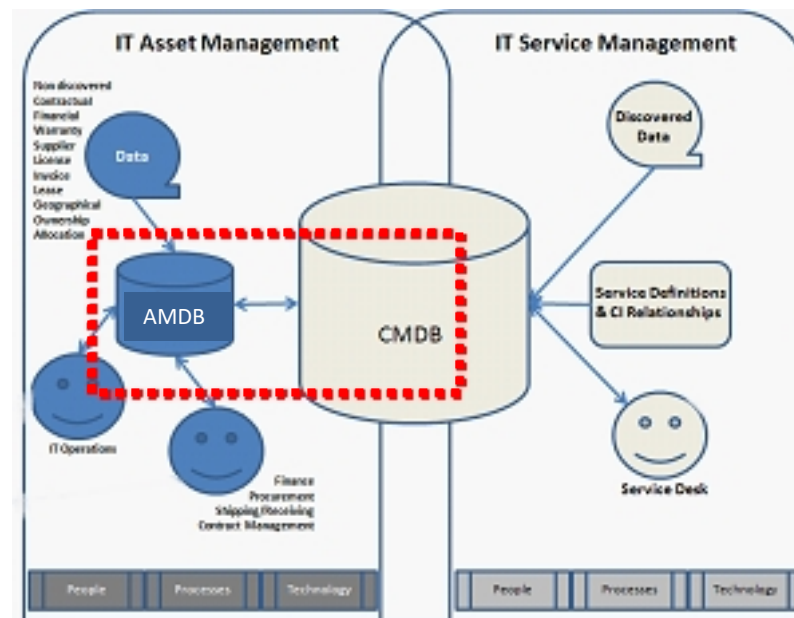 IT Asset Management
IT Service Management
Non discovered
Contractual
Financial
Warranty
Supplier
License
Invoice
Lease
Geographical
Ownership
Allocation
Data
Discovered
Data
AMDB
CMDB
Service Definitions
& CI Relationships
IT Operations
Finance
Procurement
Shipping/Receiving
Contract Management
Service Desk
People
Processes
Technology
People
Processes
Technology